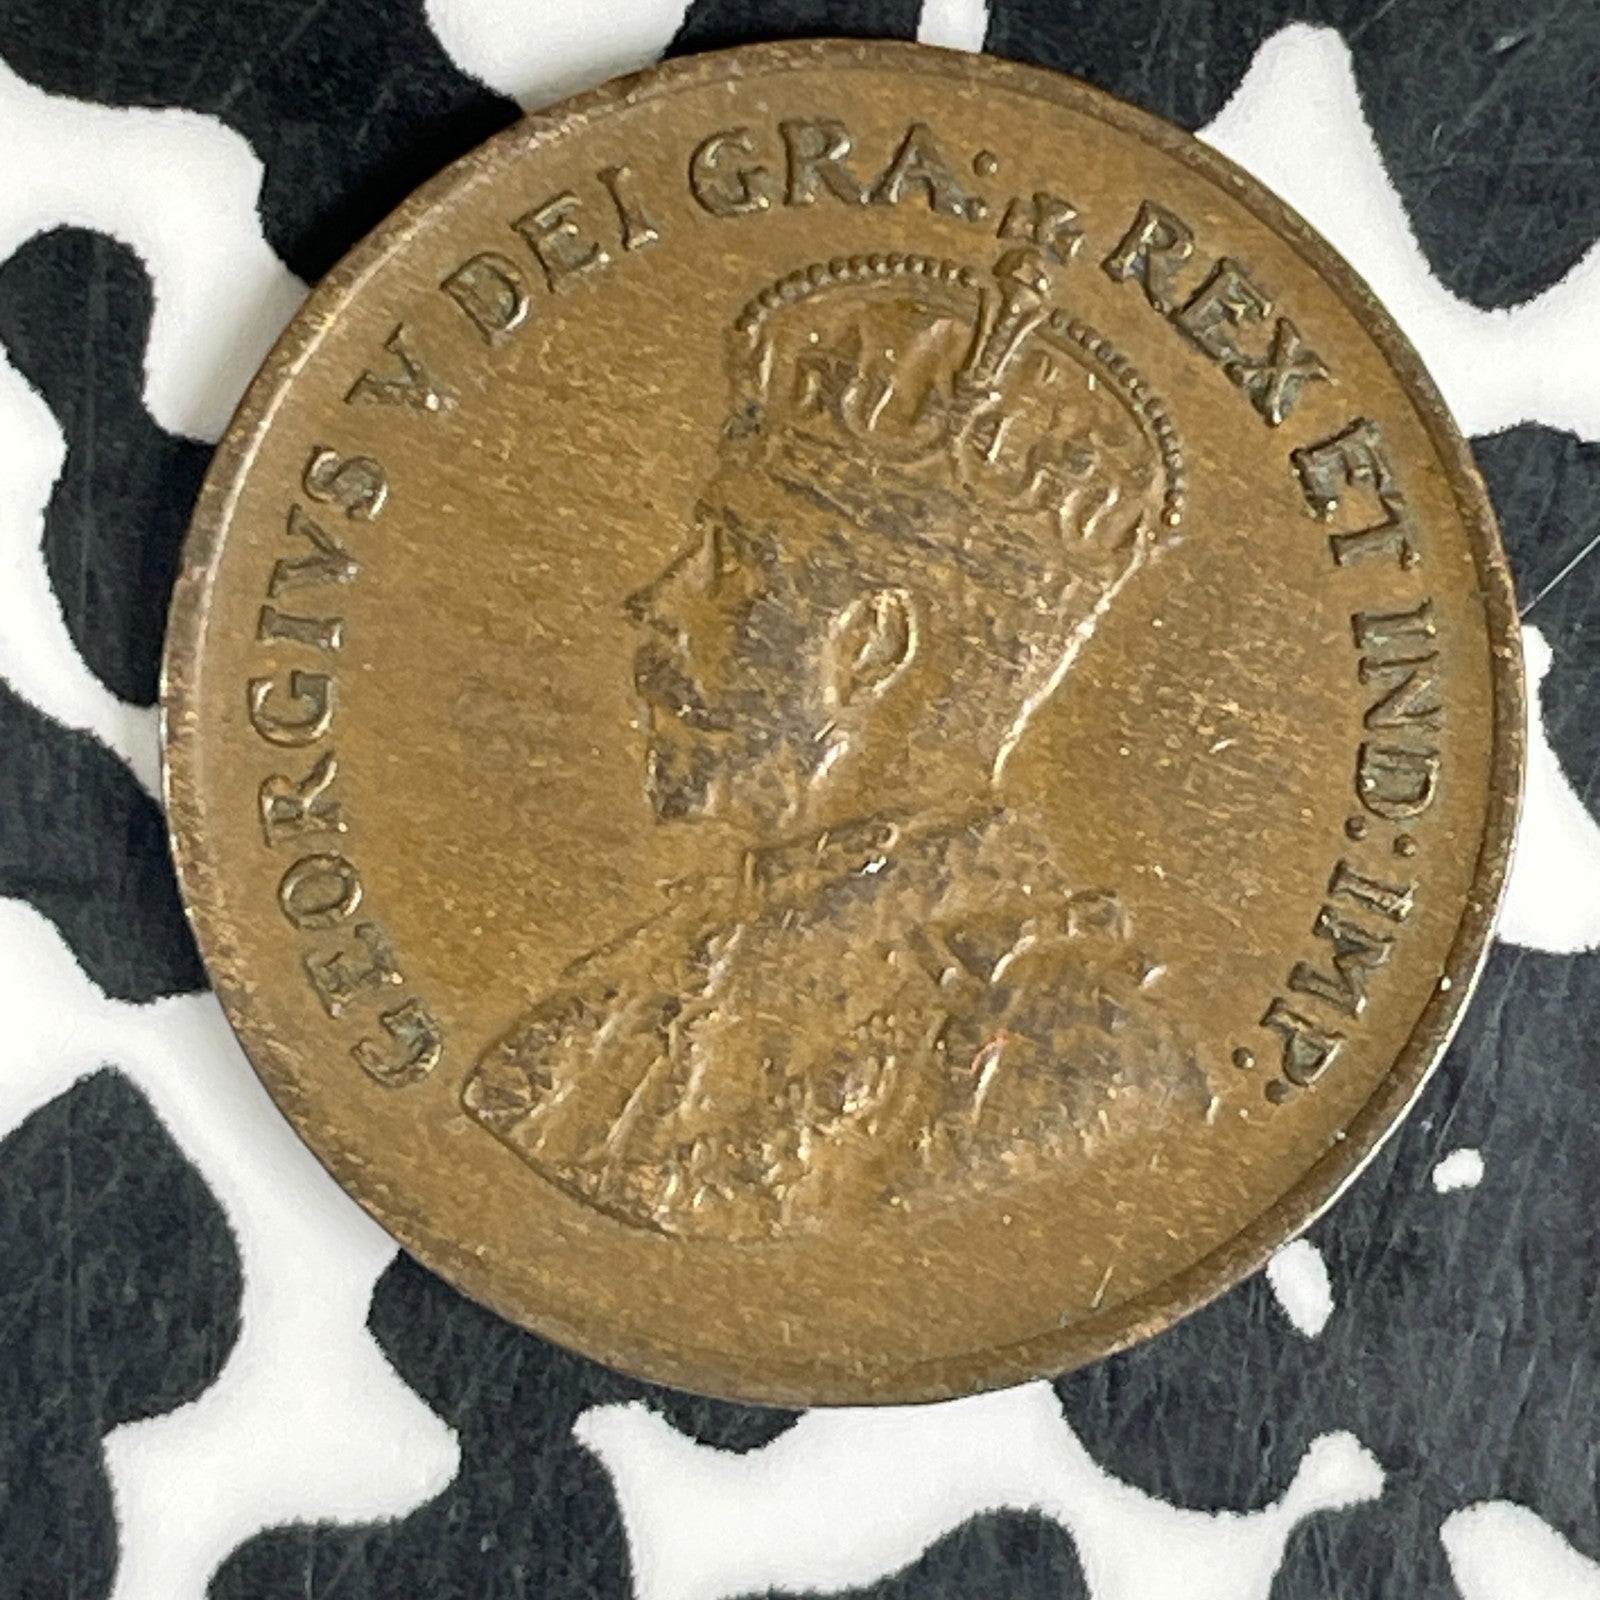 GEORGIVS V DEI GRA: REX ET IND: IMP: